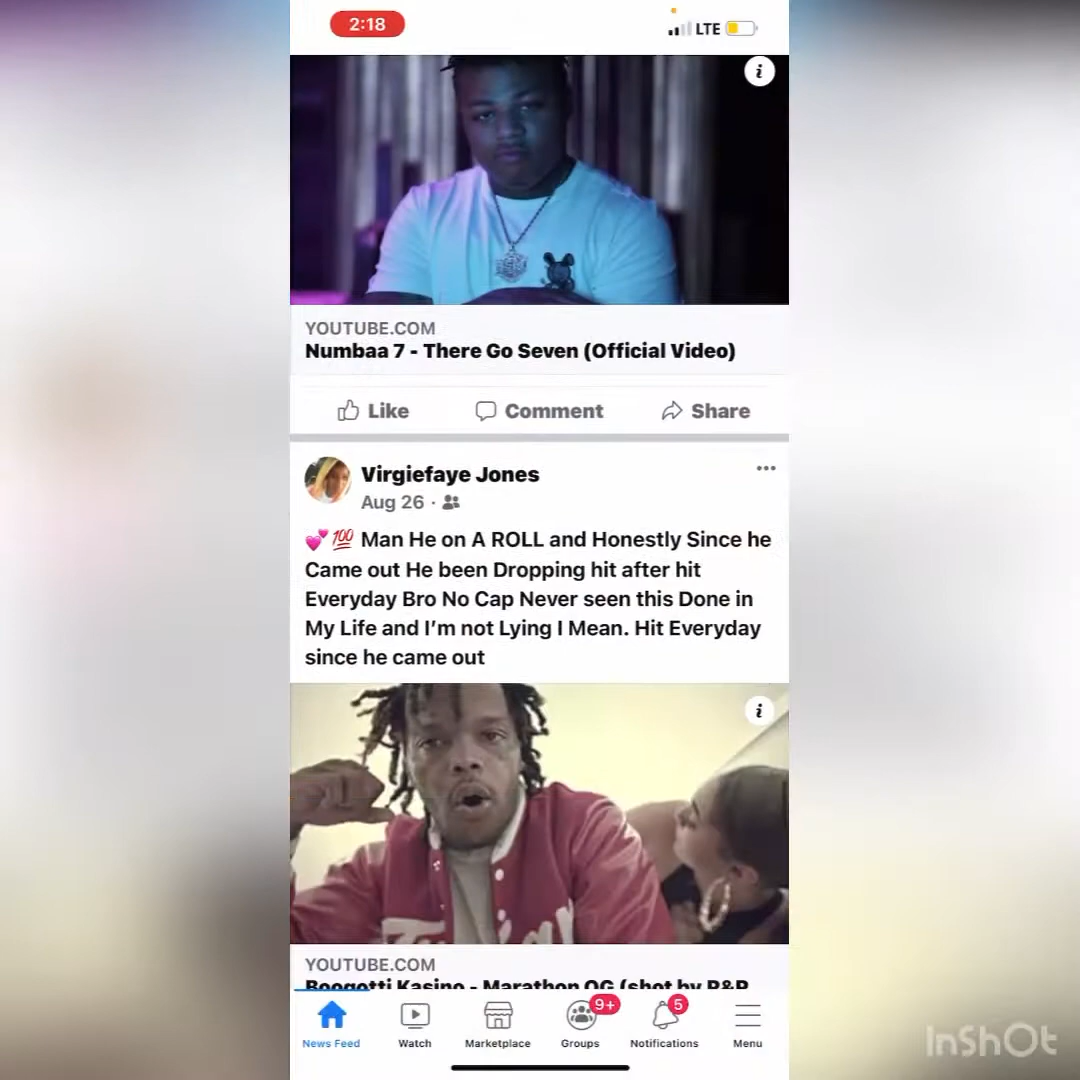 2:18
LTE
YOUTUBE.COM
Numbaa 7 - There Go Seven (Official Video)
Like Comment Share
Virgiefaye Jones
Aug 26 ·
💕💯 Man He on A ROLL and Honestly Since he
Came out He been Dropping hit after hit
Everyday Bro No Cap Never seen this Done in
My Life and I’m not Lying I Mean. Hit Everyday
since he came out
YOUTUBE.COM
Boogotti Kasino - Marathon OG (shot by R&R
9+ 5
News Feed Watch Marketplace Groups Notifications Menu
InShOt